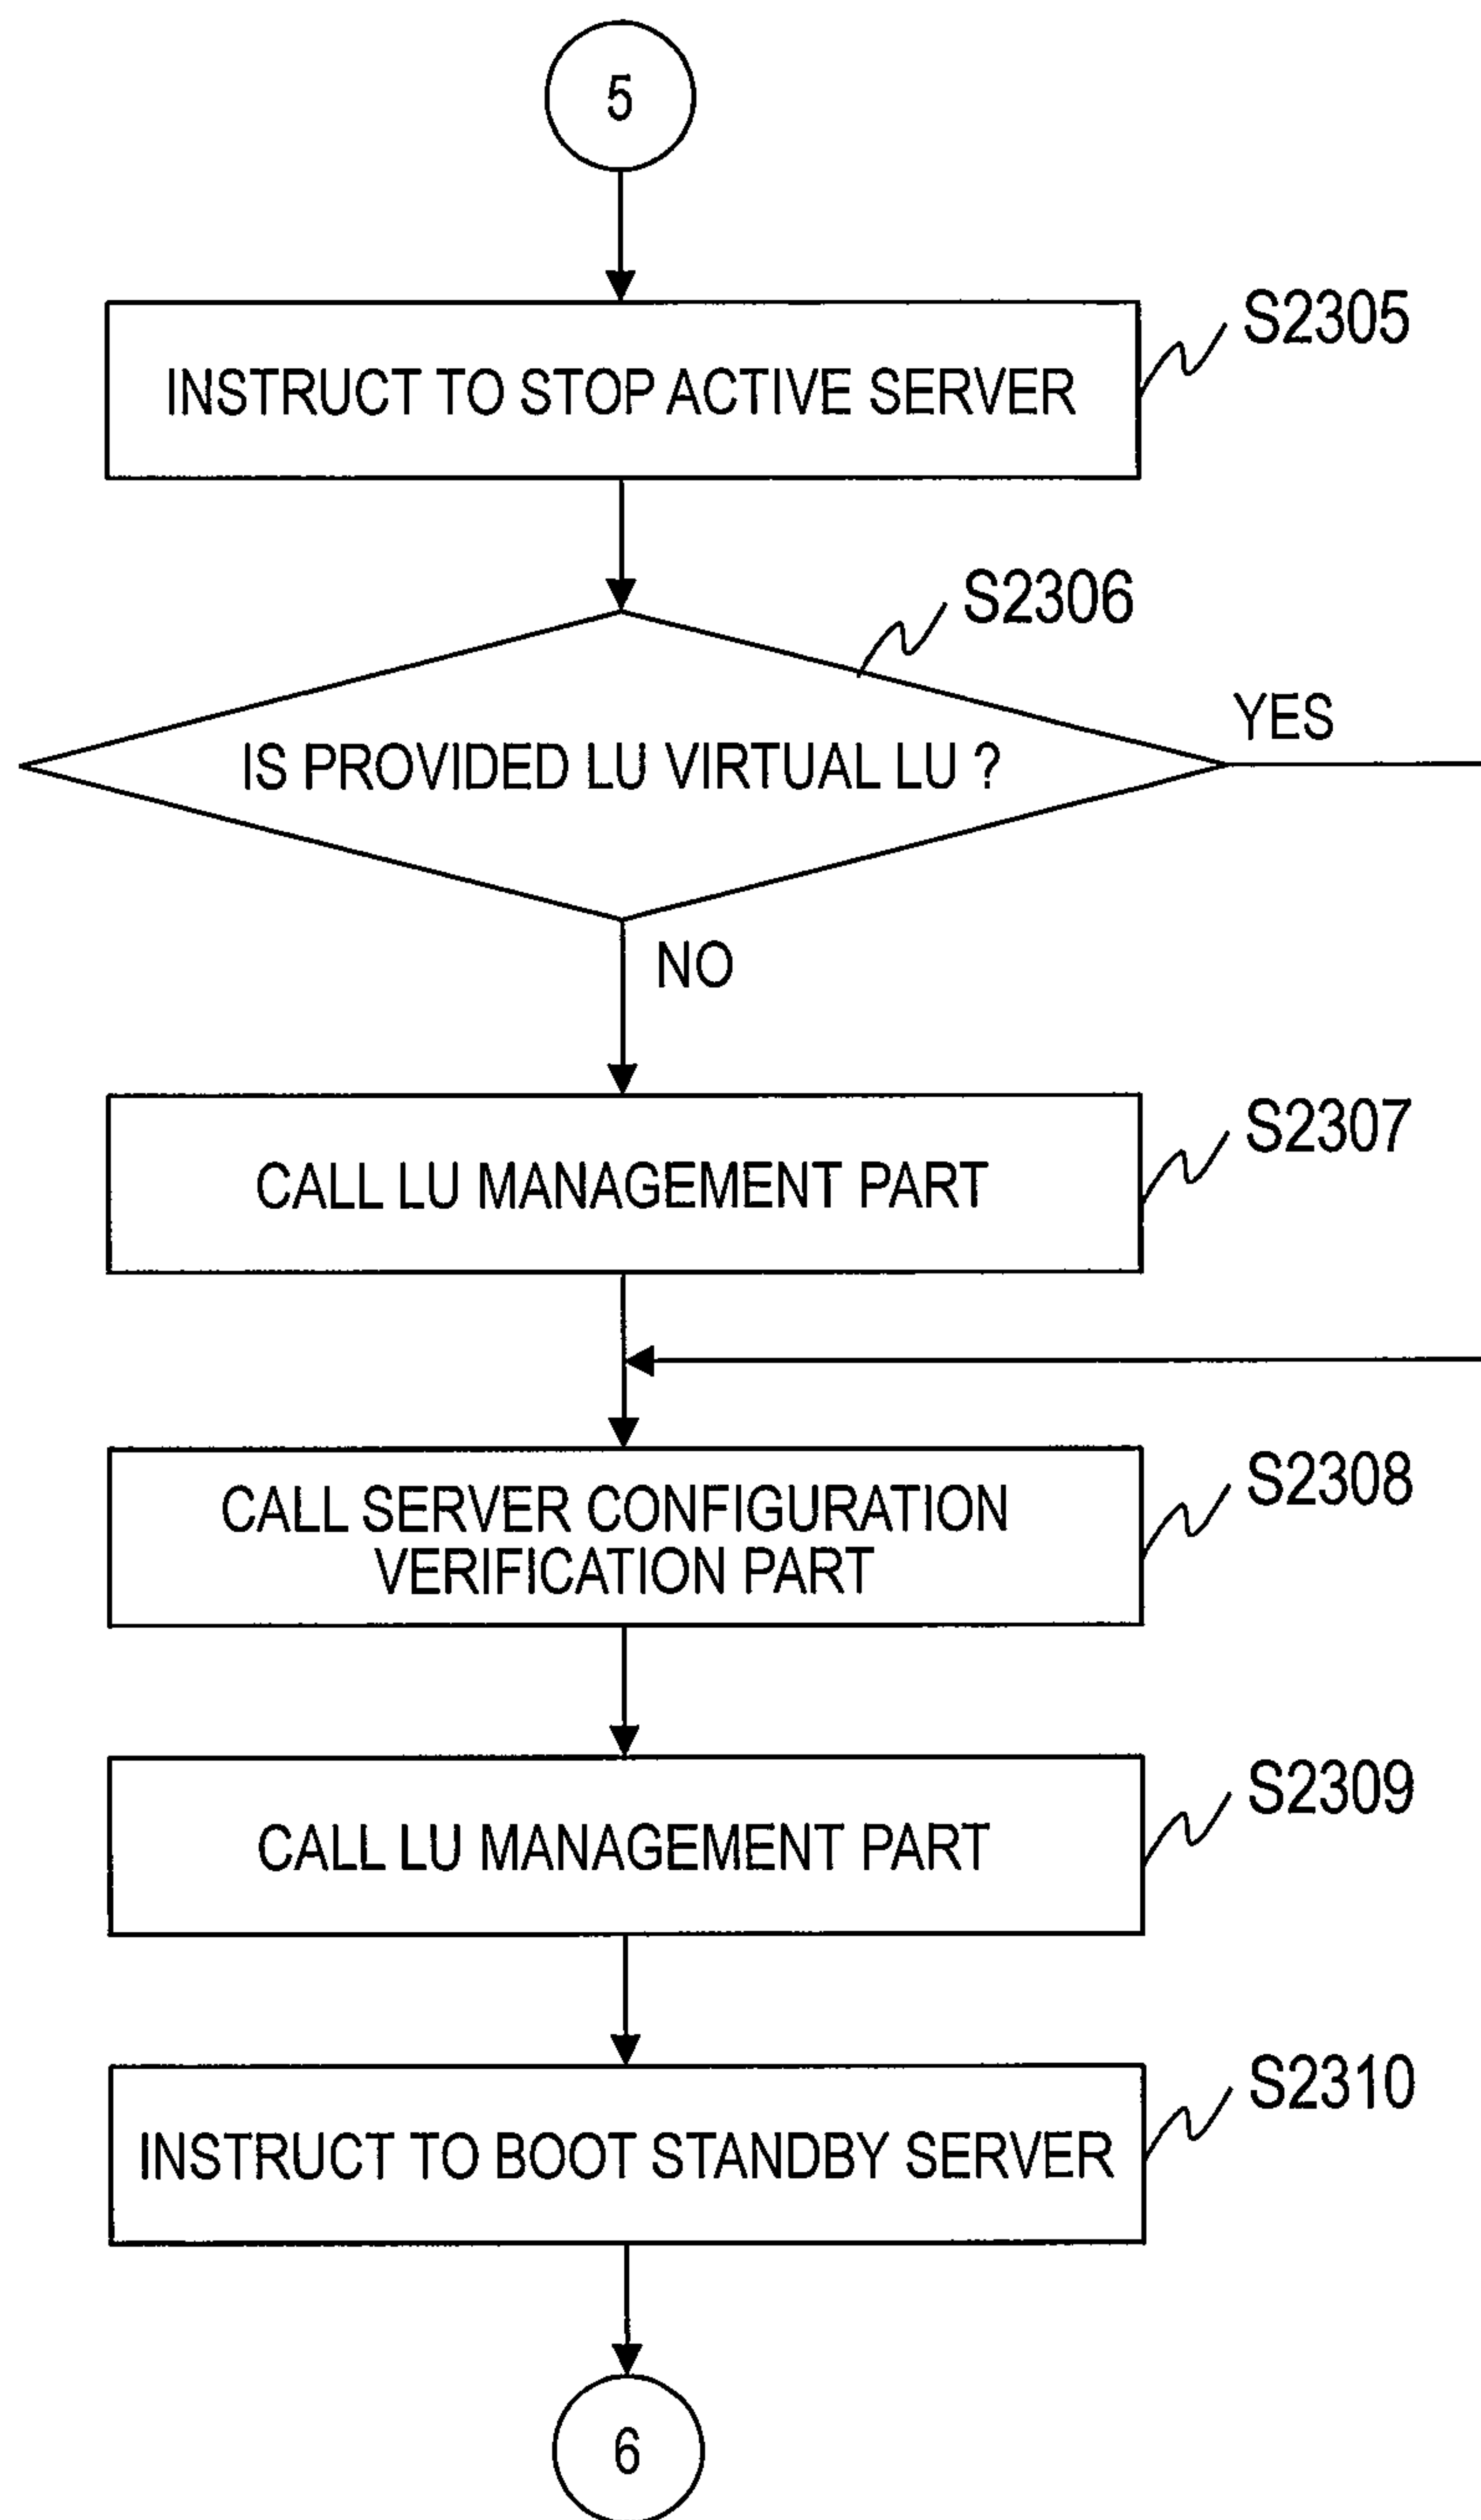 5
S2305
INSTRUCT TO STOP ACTIVE SERVER
S2306
YES
IS PROVIDED LU VIRTUAL LU ?
NO
S2307
CALL LU MANAGEMENT PART
S2308
CALL SERVER CONFIGURATION
VERIFICATION PART
S2309
CALL LU MANAGEMENT PART
S2310
INSTRUCT TO BOOT STANDBY SERVER
6